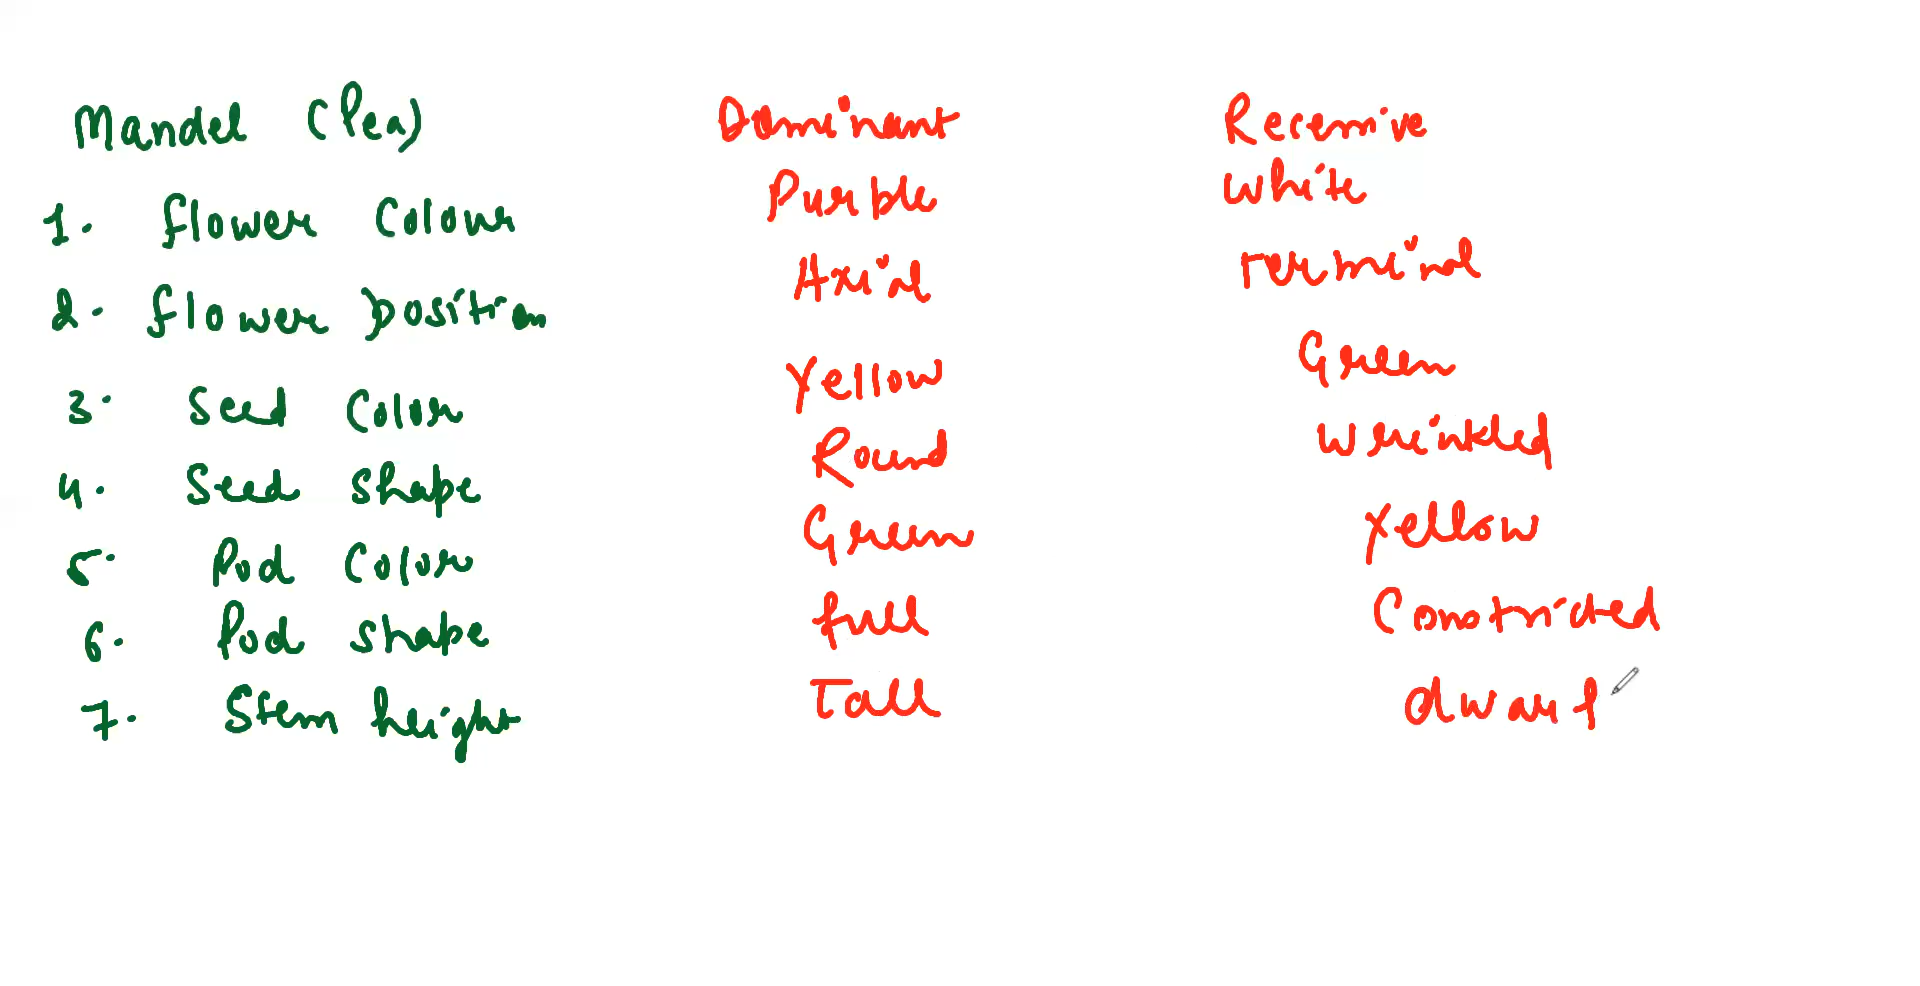 Mandel (Pea) Dominant Recessive
1. flower Colour Purple White
2. flower position Axial Terminal
3. Seed Color Yellow Green
4. Seed shape Round Wrinkled
5. Pod Color Green Yellow
6. Pod shape full Constricted
7. Stem height Tall dwarf